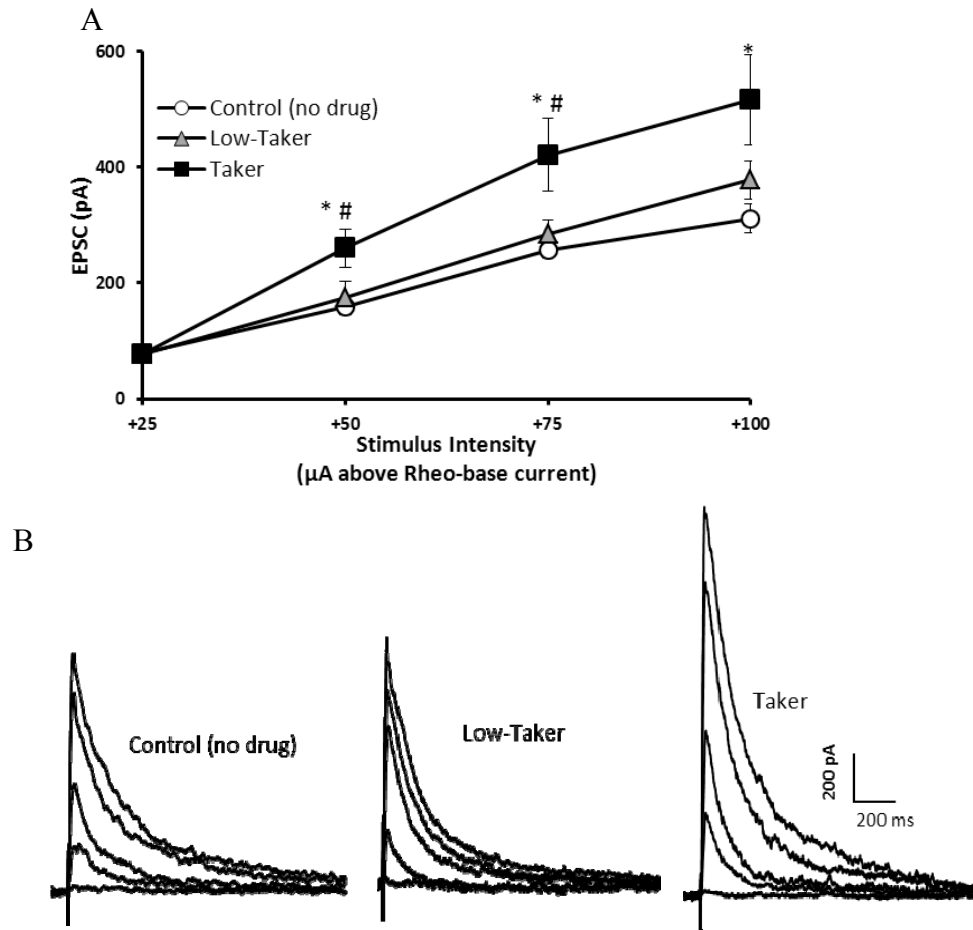 A
600
400
200
0
EPSC (pA)
Control (no drug)
Low-Taker
Taker
* #
* #
*
+25 +50 +75 +100
Stimulus Intensity
(µA above Rheo-base current)
B
Control (no drug)
Low-Taker
Taker
200 pA
200 ms